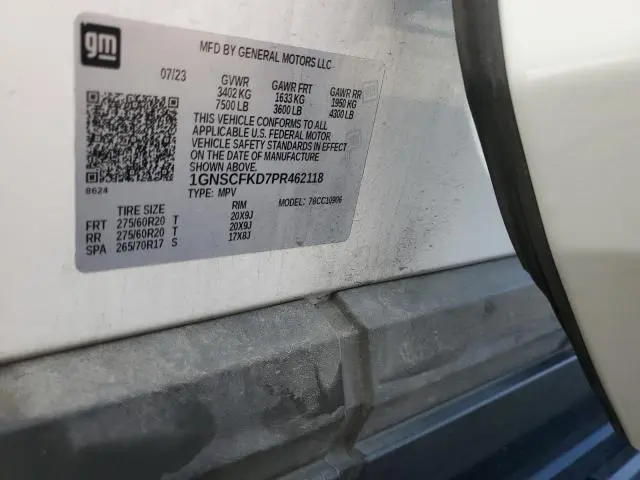 gm
MFD BY GENERAL MOTORS LLC
07/23 GVWR GAWR FRT GAWR RR
3402 KG 1633 KG 1950 KG
7500 LB 3600 LB 4300 LB
THIS VEHICLE CONFORMS TO ALL
APPLICABLE U.S. FEDERAL MOTOR
VEHICLE SAFETY STANDARDS IN EFFECT
ON THE DATE OF MANUFACTURE
SHOWN ABOVE.
8624
1GNSCFKD7PR462118
TYPE: MPV MODEL: 78CC10906
TIRE SIZE RIM
FRT 275/60R20 T 20X9J
RR 275/60R20 T 20X9J
SPA 265/70R17 S 17X8J